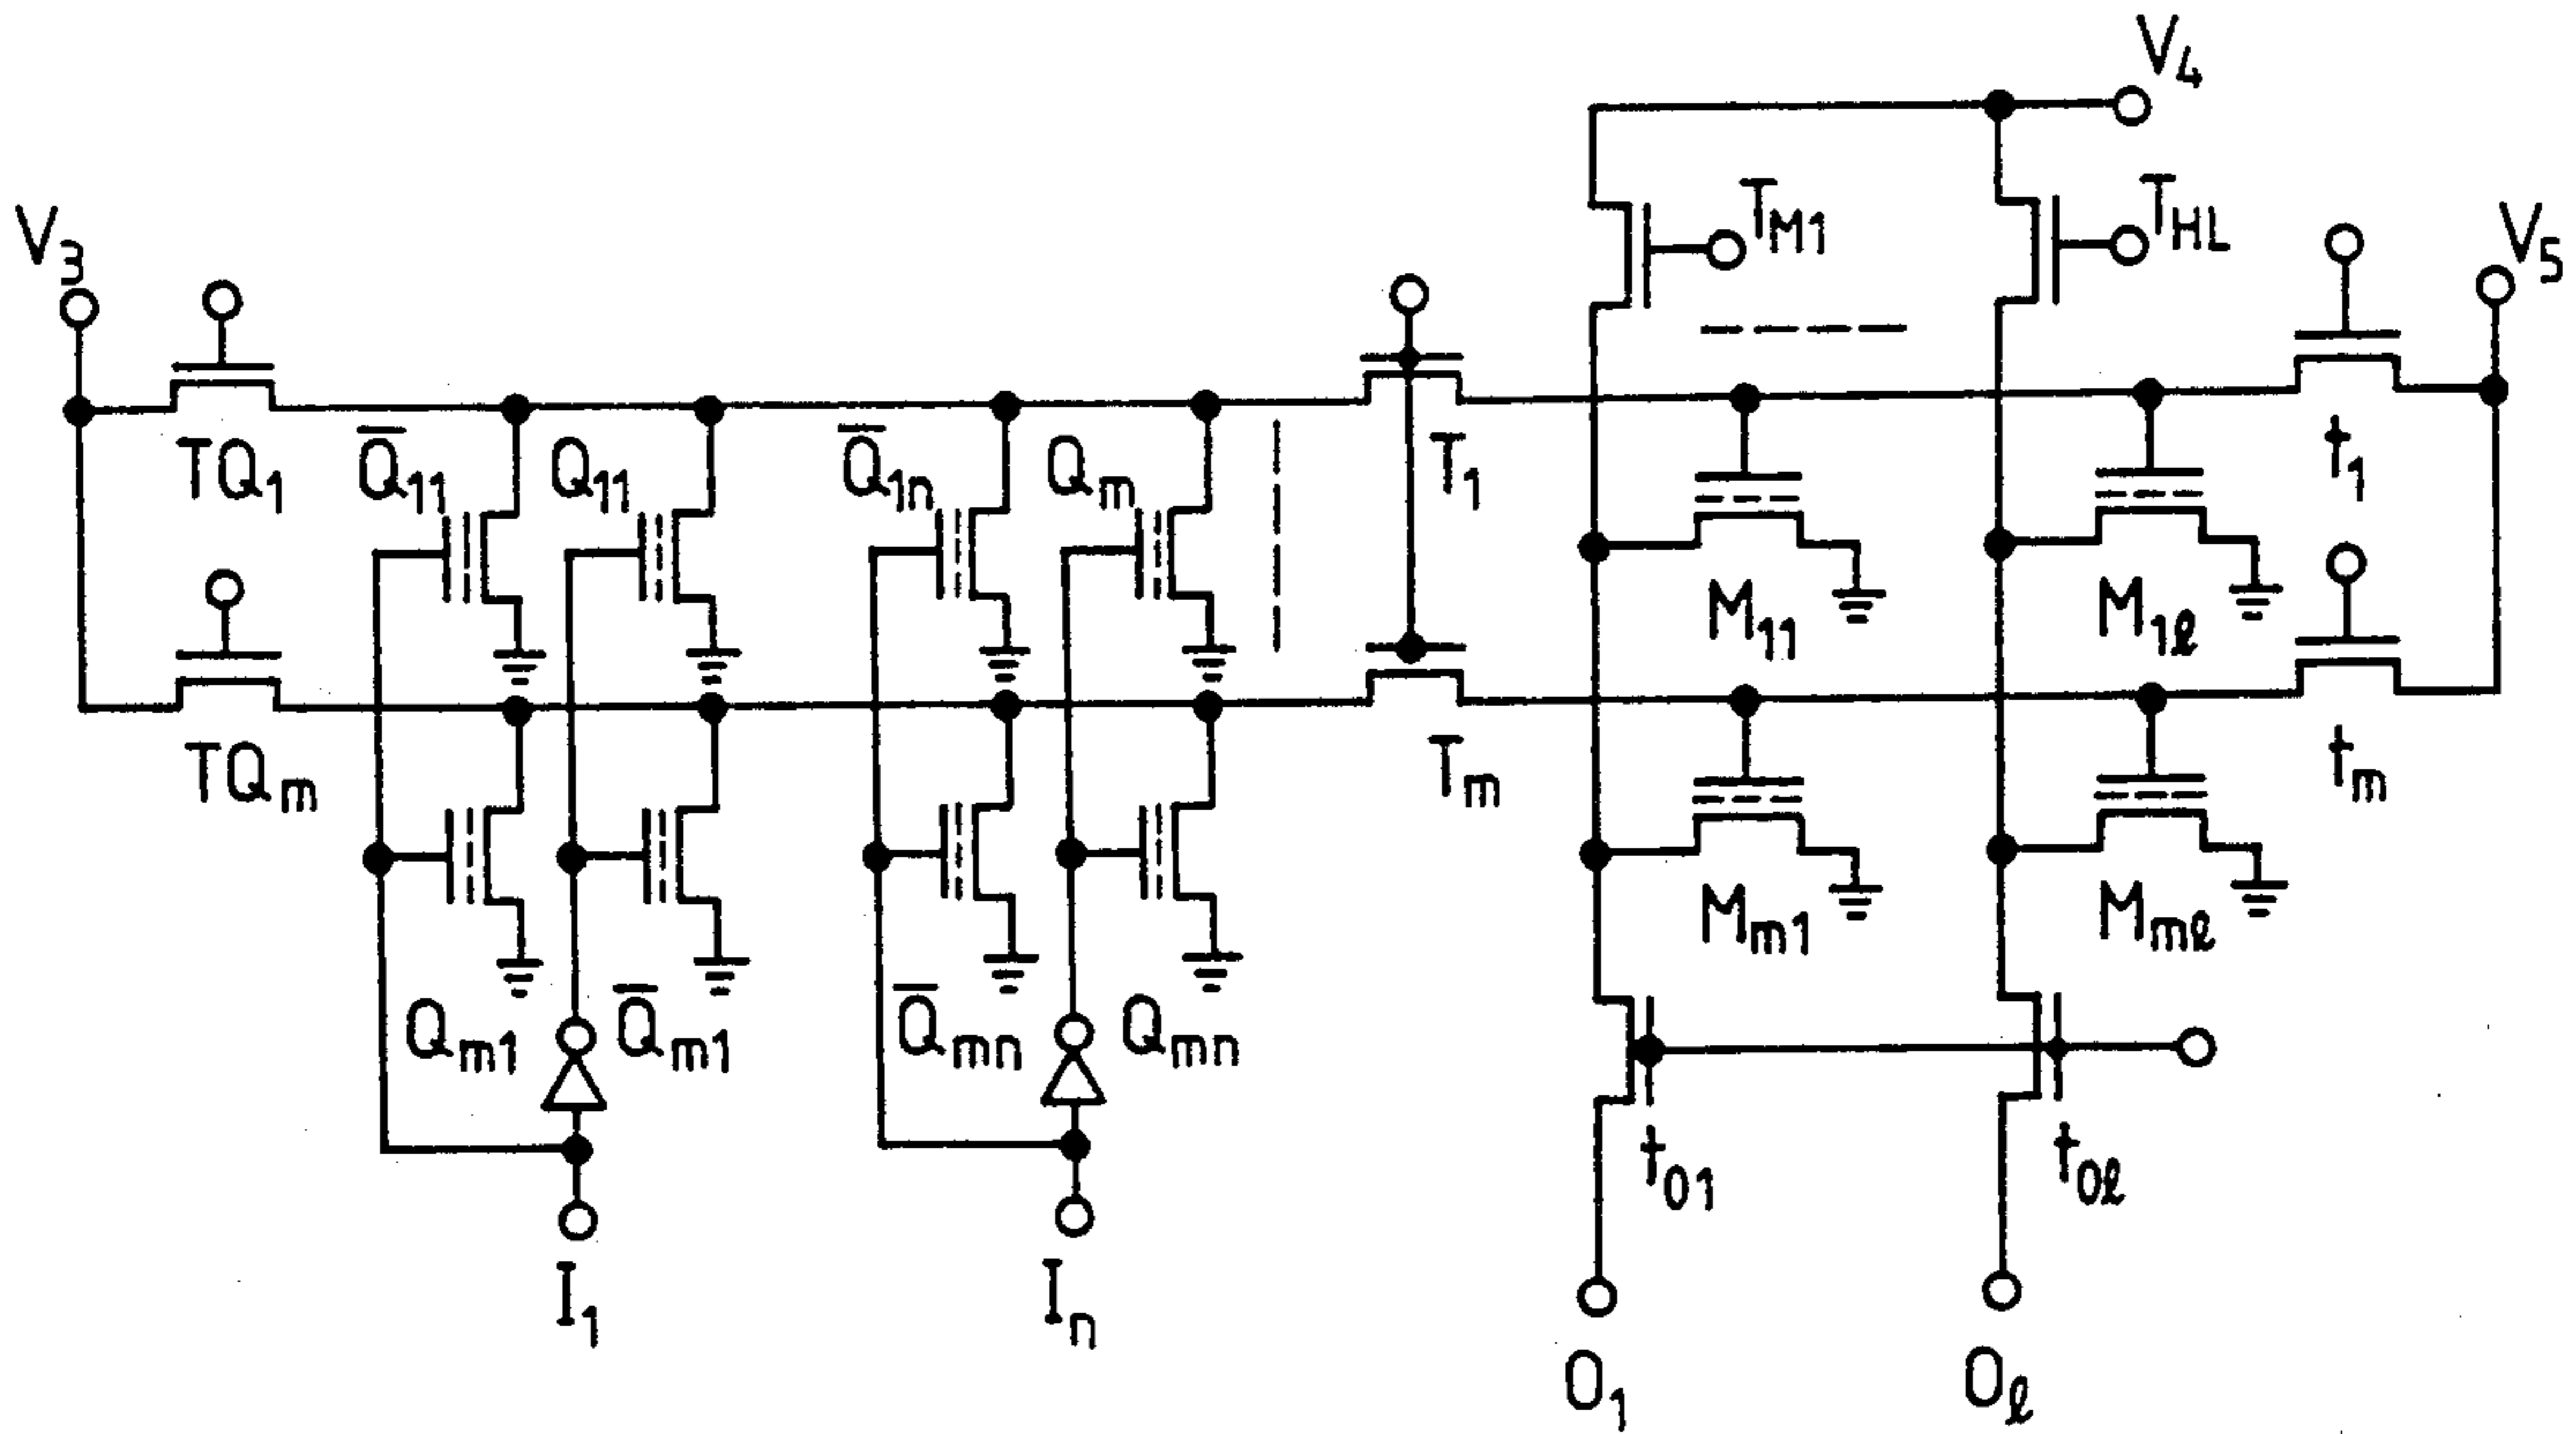 V4
TM1
THL
V3
V5
TQ1
Q̅11
Q11
Q̅1n
Qm
T1
t1
M11
M1ℓ
TQm
Tm
tm
Mm1
Mmℓ
Qm1
Q̅m1
Q̅mn
Qmn
t01
t0ℓ
I1
In
O1
Oℓ